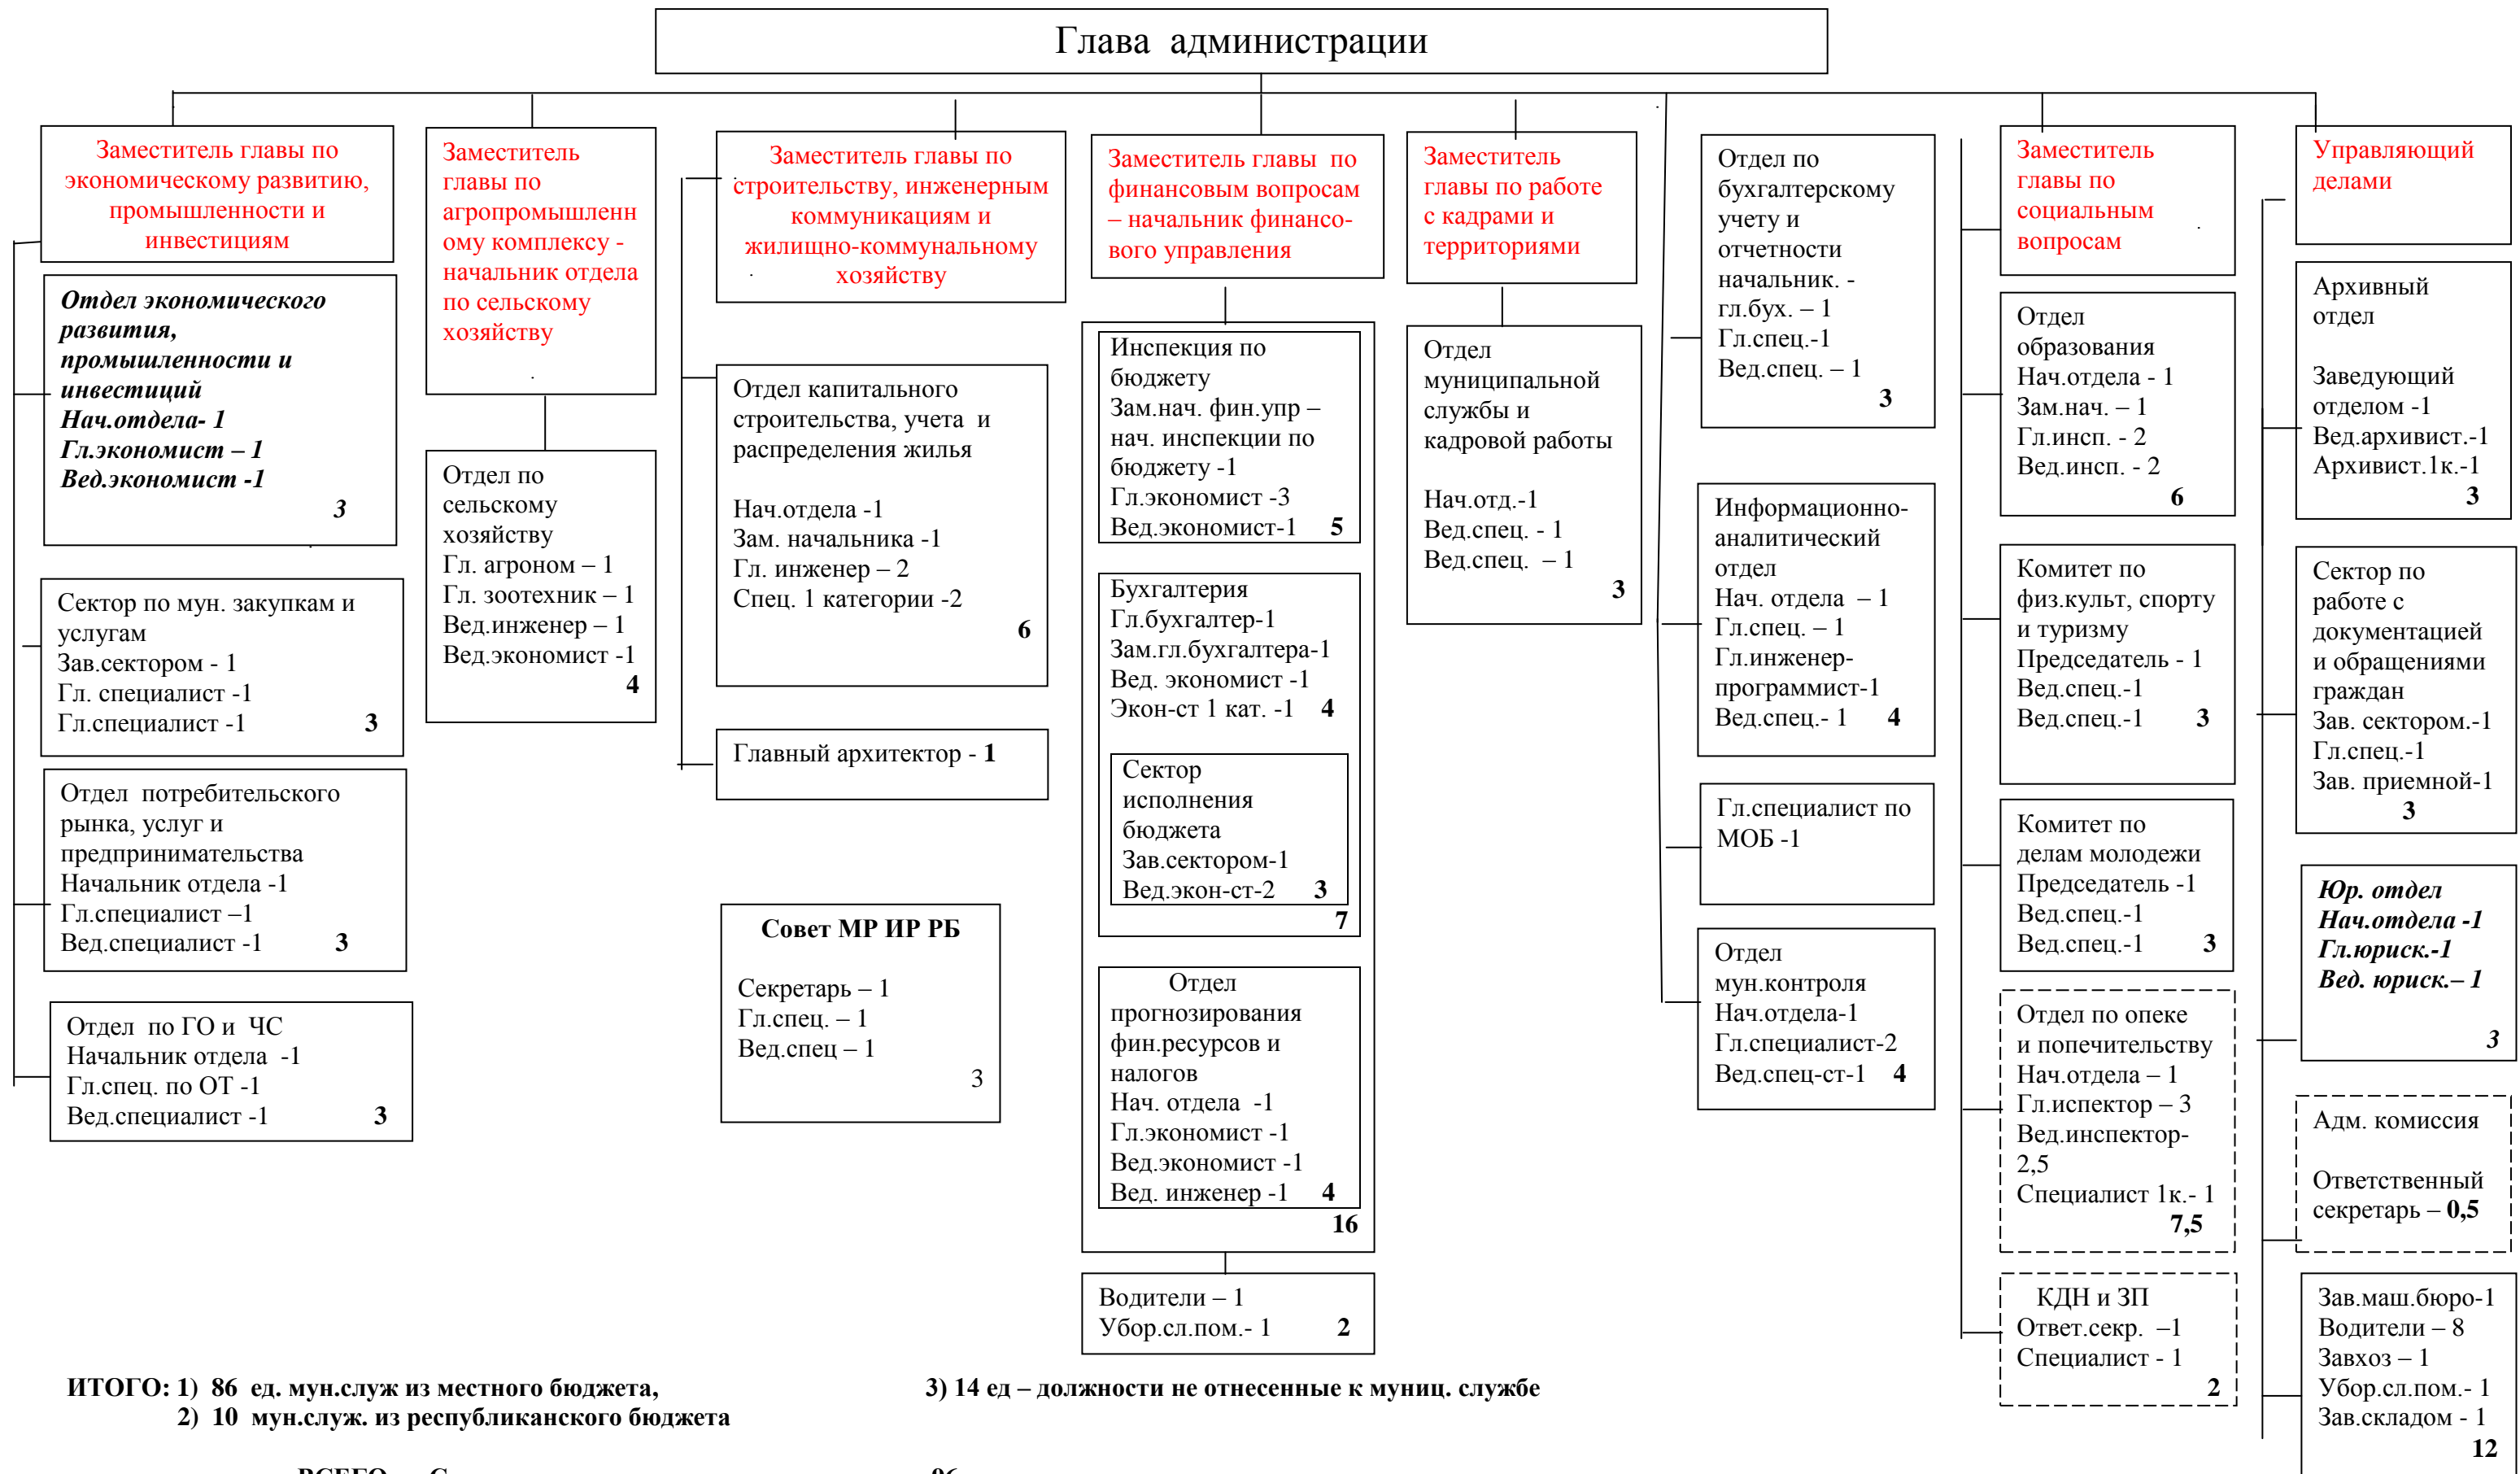 Глава администрации
Заместитель главы по
экономическому развитию,
промышленности и
инвестициям
Отдел экономического
развития,
промышленности и
инвестиций
Нач.отдела- 1
Гл.экономист – 1
Вед.экономист -1
3
Сектор по мун. закупкам и
услугам
Зав.сектором - 1
Гл. специалист -1
Гл.специалист -1 3
Отдел потребительского
рынка, услуг и
предпринимательства
Начальник отдела -1
Гл.специалист –1
Вед.специалист -1 3
Отдел по ГО и ЧС
Начальник отдела -1
Гл.спец. по ОТ -1
Вед.специалист -1 3
Заместитель
главы по
агропромышленн
ому комплексу -
начальник отдела
по сельскому
хозяйству
Отдел по
сельскому
хозяйству
Гл. агроном – 1
Гл. зоотехник – 1
Вед.инженер – 1
Вед.экономист -1
4
Заместитель главы по
строительству, инженерным
коммуникациям и
жилищно-коммунальному
хозяйству
Отдел капитального
строительства, учета и
распределения жилья
Нач.отдела -1
Зам. начальника -1
Гл. инженер – 2
Спец. 1 категории -2
6
Главный архитектор - 1
Совет МР ИР РБ
Секретарь – 1
Гл.спец. – 1
Вед.спец – 1
3
Заместитель главы по
финансовым вопросам
– начальник финансо-
вого управления
Инспекция по
бюджету
Зам.нач. фин.упр –
нач. инспекции по
бюджету -1
Гл.экономист -3
Вед.экономист-1 5
Бухгалтерия
Гл.бухгалтер-1
Зам.гл.бухгалтера-1
Вед. экономист -1
Экон-ст 1 кат. -1 4
Сектор
исполнения
бюджета
Зав.сектором-1
Вед.экон-ст-2 3
7
Отдел
прогнозирования
фин.ресурсов и
налогов
Нач. отдела -1
Гл.экономист -1
Вед.экономист -1
Вед. инженер -1 4
16
Водители – 1
Убор.сл.пом.- 1 2
Заместитель
главы по работе
с кадрами и
территориями
Отдел
муниципальной
службы и
кадровой работы
Нач.отд.-1
Вед.спец. - 1
Вед.спец. – 1
3
Отдел по
бухгалтерскому
учету и
отчетности
начальник. -
гл.бух. – 1
Гл.спец.-1
Вед.спец. – 1
3
Информационно-
аналитический
отдел
Нач. отдела – 1
Гл.спец. – 1
Гл.инженер-
программист-1
Вед.спец.- 1 4
Гл.специалист по
МОБ -1
Отдел
мун.контроля
Нач.отдела-1
Гл.специалист-2
Вед.спец-ст-1 4
Заместитель
главы по
социальным
вопросам
Отдел
образования
Нач.отдела - 1
Зам.нач. – 1
Гл.инсп. - 2
Вед.инсп. - 2
6
Комитет по
физ.культ, спорту
и туризму
Председатель - 1
Вед.спец.-1
Вед.спец.-1 3
Комитет по
делам молодежи
Председатель -1
Вед.спец.-1
Вед.спец.-1 3
Отдел по опеке
и попечительству
Нач.отдела – 1
Гл.испектор – 3
Вед.инспектор-
2,5
Специалист 1к.- 1
7,5
КДН и ЗП
Ответ.секр. –1
Специалист - 1
2
Управляющий
делами
Архивный
отдел
Заведующий
отделом -1
Вед.архивист.-1
Архивист.1к.-1
3
Сектор по
работе с
документацией
и обращениями
граждан
Зав. сектором.-1
Гл.спец.-1
Зав. приемной-1
3
Юр. отдел
Нач.отдела -1
Гл.юриск.-1
Вед. юриск.– 1
3
Адм. комиссия
Ответственный
секретарь – 0,5
Зав.маш.бюро-1
Водители – 8
Завхоз – 1
Убор.сл.пом.- 1
Зав.складом - 1
12
ИТОГО: 1) 86 ед. мун.служ из местного бюджета, 3) 14 ед – должности не отнесенные к муниц. службе
2) 10 мун.служ. из республиканского бюджета